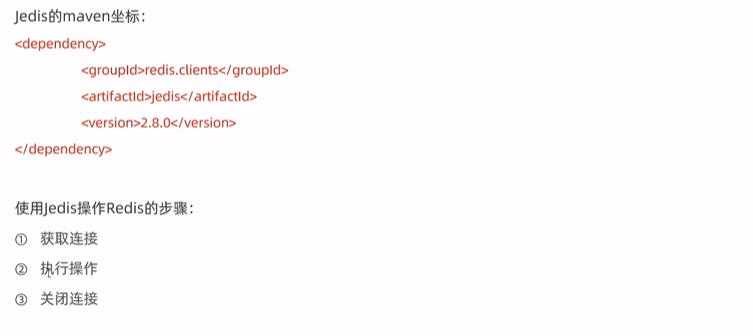 Jedis的maven坐标：
<dependency>
<groupId>redis.clients</groupId>
<artifactId>jedis</artifactId>
<version>2.8.0</version>
</dependency>
使用Jedis操作Redis的步骤：
① 获取连接
② 执行操作
③ 关闭连接